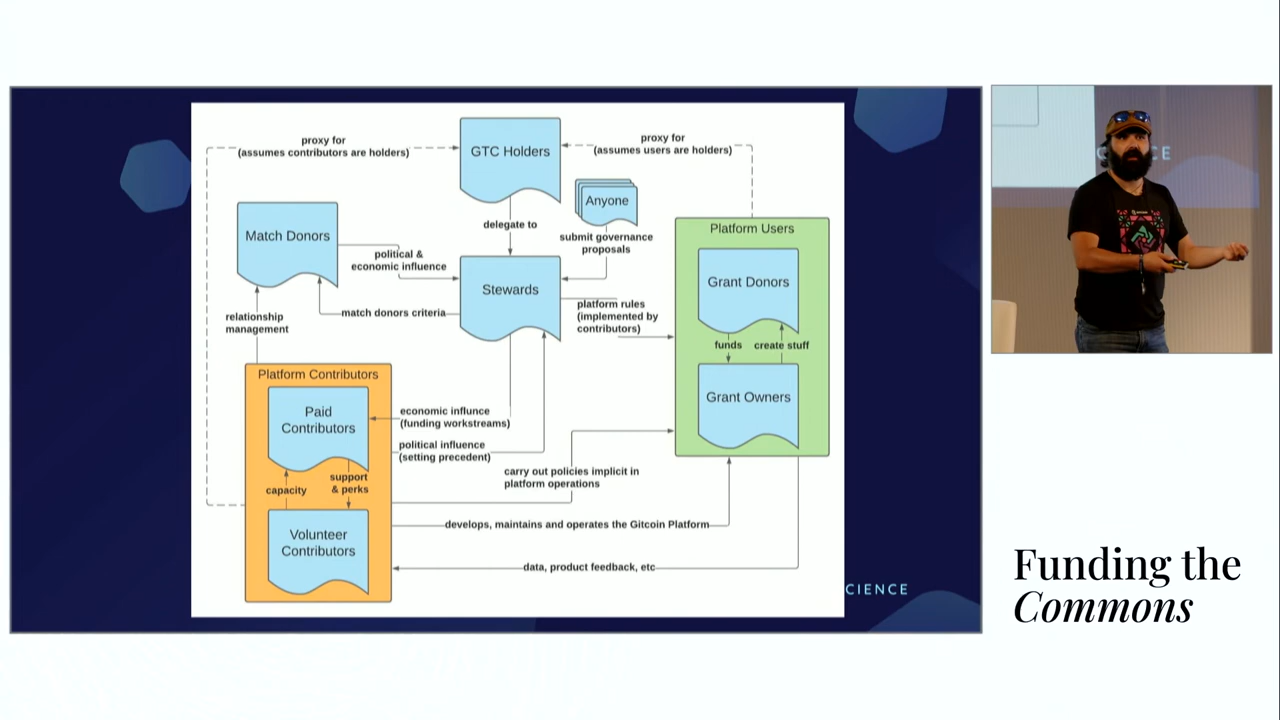 proxy for
(assumes contributors are holders)
GTC Holders
proxy for
(assumes users are holders)
Anyone
Match Donors
delegate to
submit governance
proposals
Platform Users
political &
economic influence
Grant Donors
Stewards
platform rules
(implemented by
contributors)
match donors criteria
relationship
management
funds
create stuff
Platform Contributors
Paid
Contributors
Grant Owners
economic influnce
(funding workstreams)
political influence
(setting precedent)
capacity
support
& perks
carry out policies implicit in
platform operations
Volunteer
Contributors
develops, maintains and operates the Gitcoin Platform
data, product feedback, etc
CIENCE
CE
Funding the
Commons